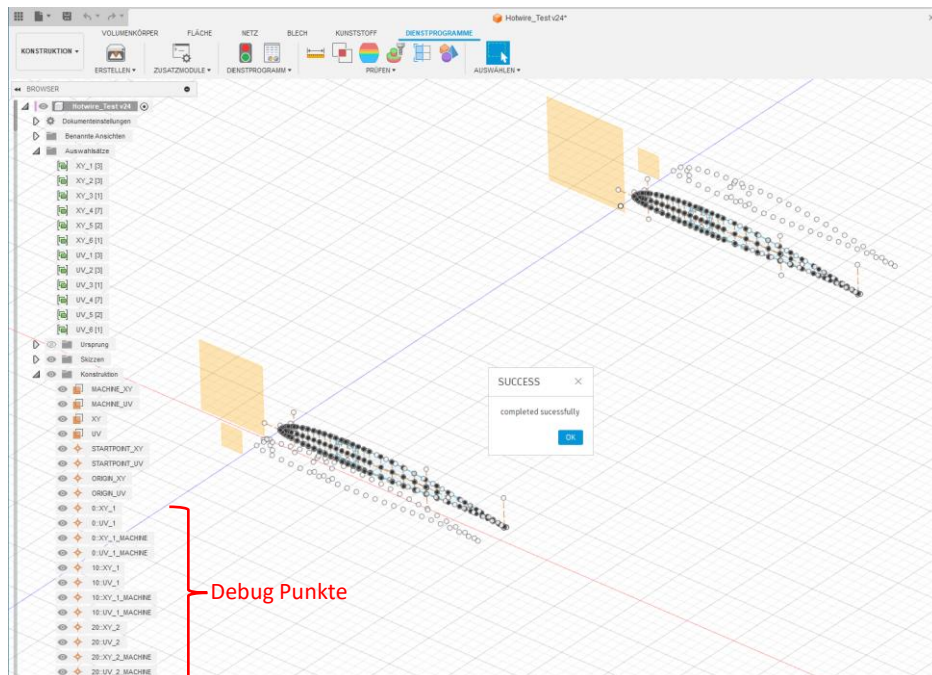 Hotwire_Test v24*
VOLUMENKÖRPER FLÄCHE NETZ BLECH KUNSTSTOFF DIENSTPROGRAMME
KONSTRUKTION
ERSTELLEN ZUSATZMODULE DIENSTPROGRAMM PRÜFEN AUSWÄHLEN
BROWSER
Hotwire_Test v24
Dokumenteinstellungen
Benannte Ansichten
Auswahlsätze
XY_1 [3]
XY_2 [3]
XY_3 [1]
XY_4 [7]
XY_5 [2]
XY_6 [1]
UV_1 [3]
UV_2 [3]
UV_3 [1]
UV_4 [7]
UV_5 [2]
UV_6 [1]
Ursprung
Skizzen
Konstruktion
MACHINE_XY
MACHINE_UV
XY
UV
STARTPOINT_XY
STARTPOINT_UV
ORIGIN_XY
ORIGIN_UV
0::XY_1
0::UV_1
0::XY_1_MACHINE
0::UV_1_MACHINE
10::XY_1
10::UV_1
10::XY_1_MACHINE
10::UV_1_MACHINE
20::XY_2
20::UV_2
20::XY_2_MACHINE
20::UV_2_MACHINE
SUCCESS
completed sucessfully
OK
Debug Punkte